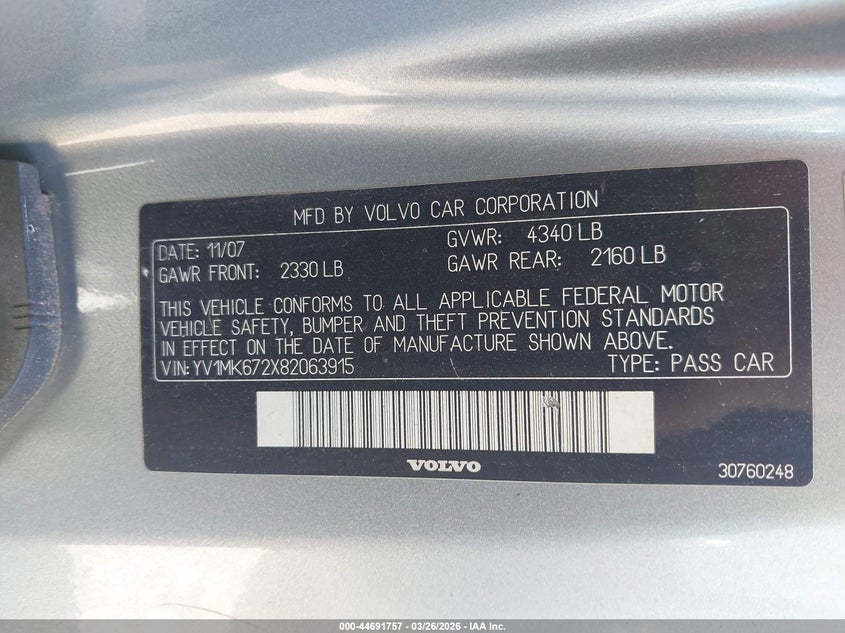 MFD BY VOLVO CAR CORPORATION
DATE: 11/07 GVWR: 4340 LB
GAWR FRONT: 2330 LB GAWR REAR: 2160 LB
THIS VEHICLE CONFORMS TO ALL APPLICABLE FEDERAL MOTOR
VEHICLE SAFETY, BUMPER AND THEFT PREVENTION STANDARDS
IN EFFECT ON THE DATE OF MANUFACTURE SHOWN ABOVE.
VIN: YV1MK672X82063915 TYPE: PASS CAR
VOLVO
30760248
000-44691757 - 03/26/2026 - IAA Inc.